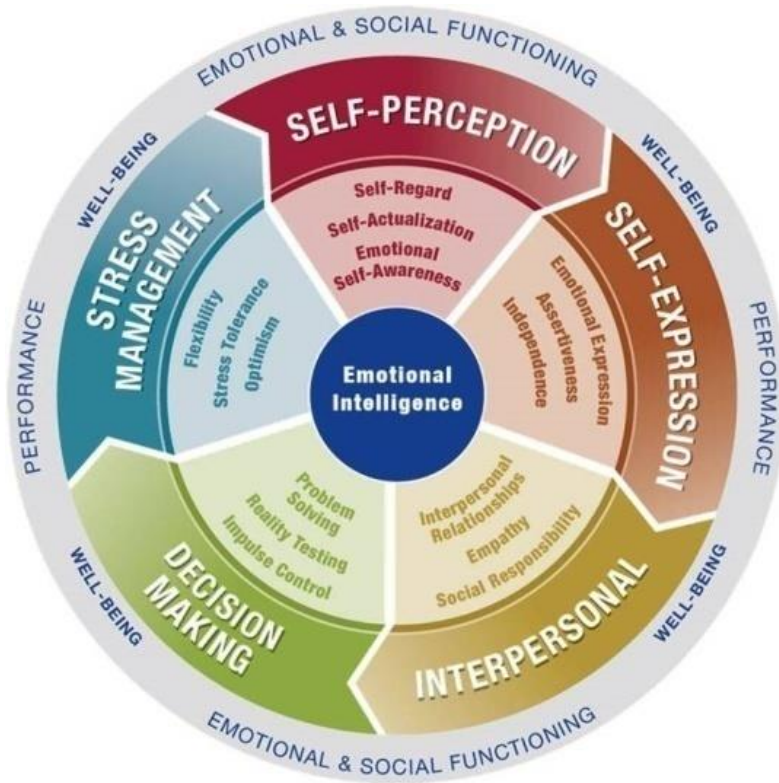 EMOTIONAL & SOCIAL FUNCTIONING
WELL-BEING
WELL-BEING
PERFORMANCE
PERFORMANCE
SELF-PERCEPTION
Self-Regard
Self-Actualization
Emotional
Self-Awareness
SELF-EXPRESSION
Emotional Expression
Assertiveness
Independence
INTERPERSONAL
Interpersonal
Relationships
Empathy
Social Responsibility
DECISION
MAKING
Problem
Solving
Reality Testing
Impulse Control
STRESS
MANAGEMENT
Flexibility
Stress Tolerance
Optimism
Emotional
Intelligence
WELL-BEING
WELL-BEING
EMOTIONAL & SOCIAL FUNCTIONING